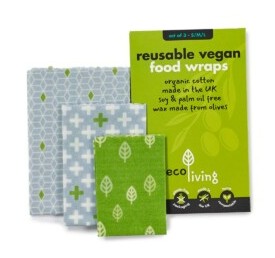 set of 3 - S/M/L
reusable vegan
food wraps
organic cotton
made in the UK
soy & palm oil free
wax made from olives
eco
living